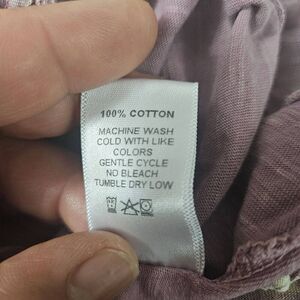 100% COTTON
MACHINE WASH
COLD WITH LIKE
COLORS
GENTLE CYCLE
NO BLEACH
TUMBLE DRY LOW